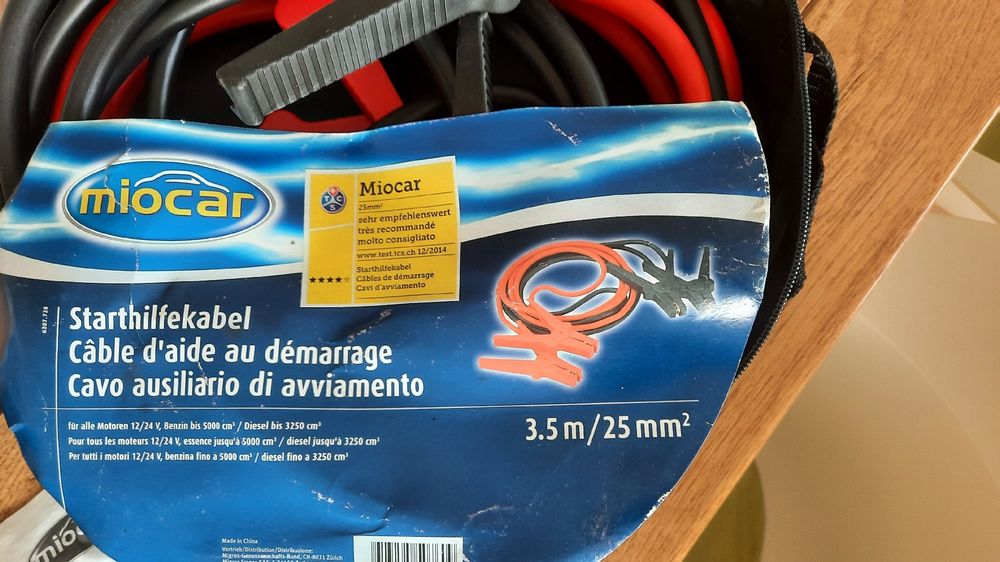 miocar
TCS
Miocar
25mm²
sehr empfehlenswert
très recommandé
molto consigliato
www.test.tcs.ch 12/2014
Starthilfekabel
Câbles de démarrage
Cavi d'avviamento
Starthilfekabel
Câble d'aide au démarrage
Cavo ausiliario di avviamento
für alle Motoren 12/24 V, Benzin bis 5000 cm³ / Diesel bis 3250 cm³
Pour tous les moteurs 12/24 V, essence jusqu'à 5000 cm³ / diesel jusqu'à 3250 cm³
Per tutti i motori 12/24 V, benzina fino a 5000 cm³ / diesel fino a 3250 cm³
3.5 m/25 mm²
Made in China
Vertrieb/Distribution/Distribuzione:
Migros-Genossenschafts-Bund, CH-8031 Zürich
mio